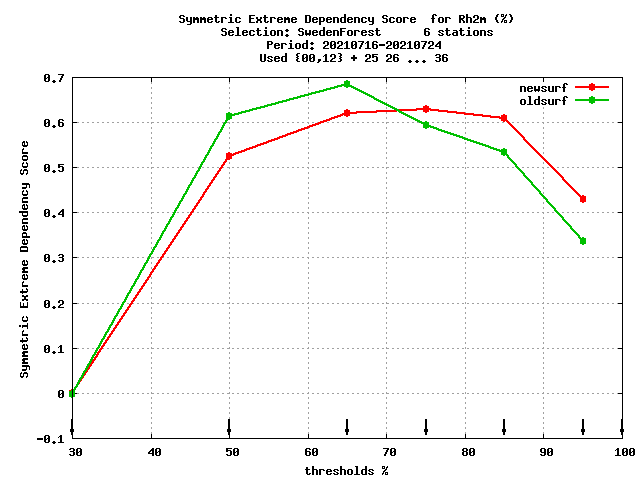 Symmetric Extreme Dependency Score  for Rh2m (%)
Selection: SwedenForest      6 stations
Period: 20210716-20210724
Used {00,12} + 25 26 ... 36
newsurf
oldsurf
Symmetric Extreme Dependency Score
0.7
0.6
0.5
0.4
0.3
0.2
0.1
0
-0.1
30 40 50 60 70 80 90 100
thresholds %